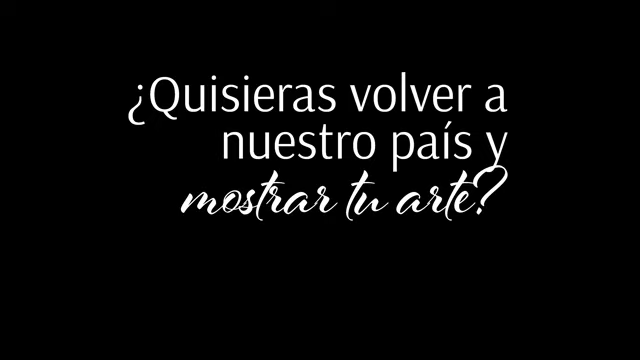 ¿Quisieras volver a
nuestro país y
mostrar tu arte?